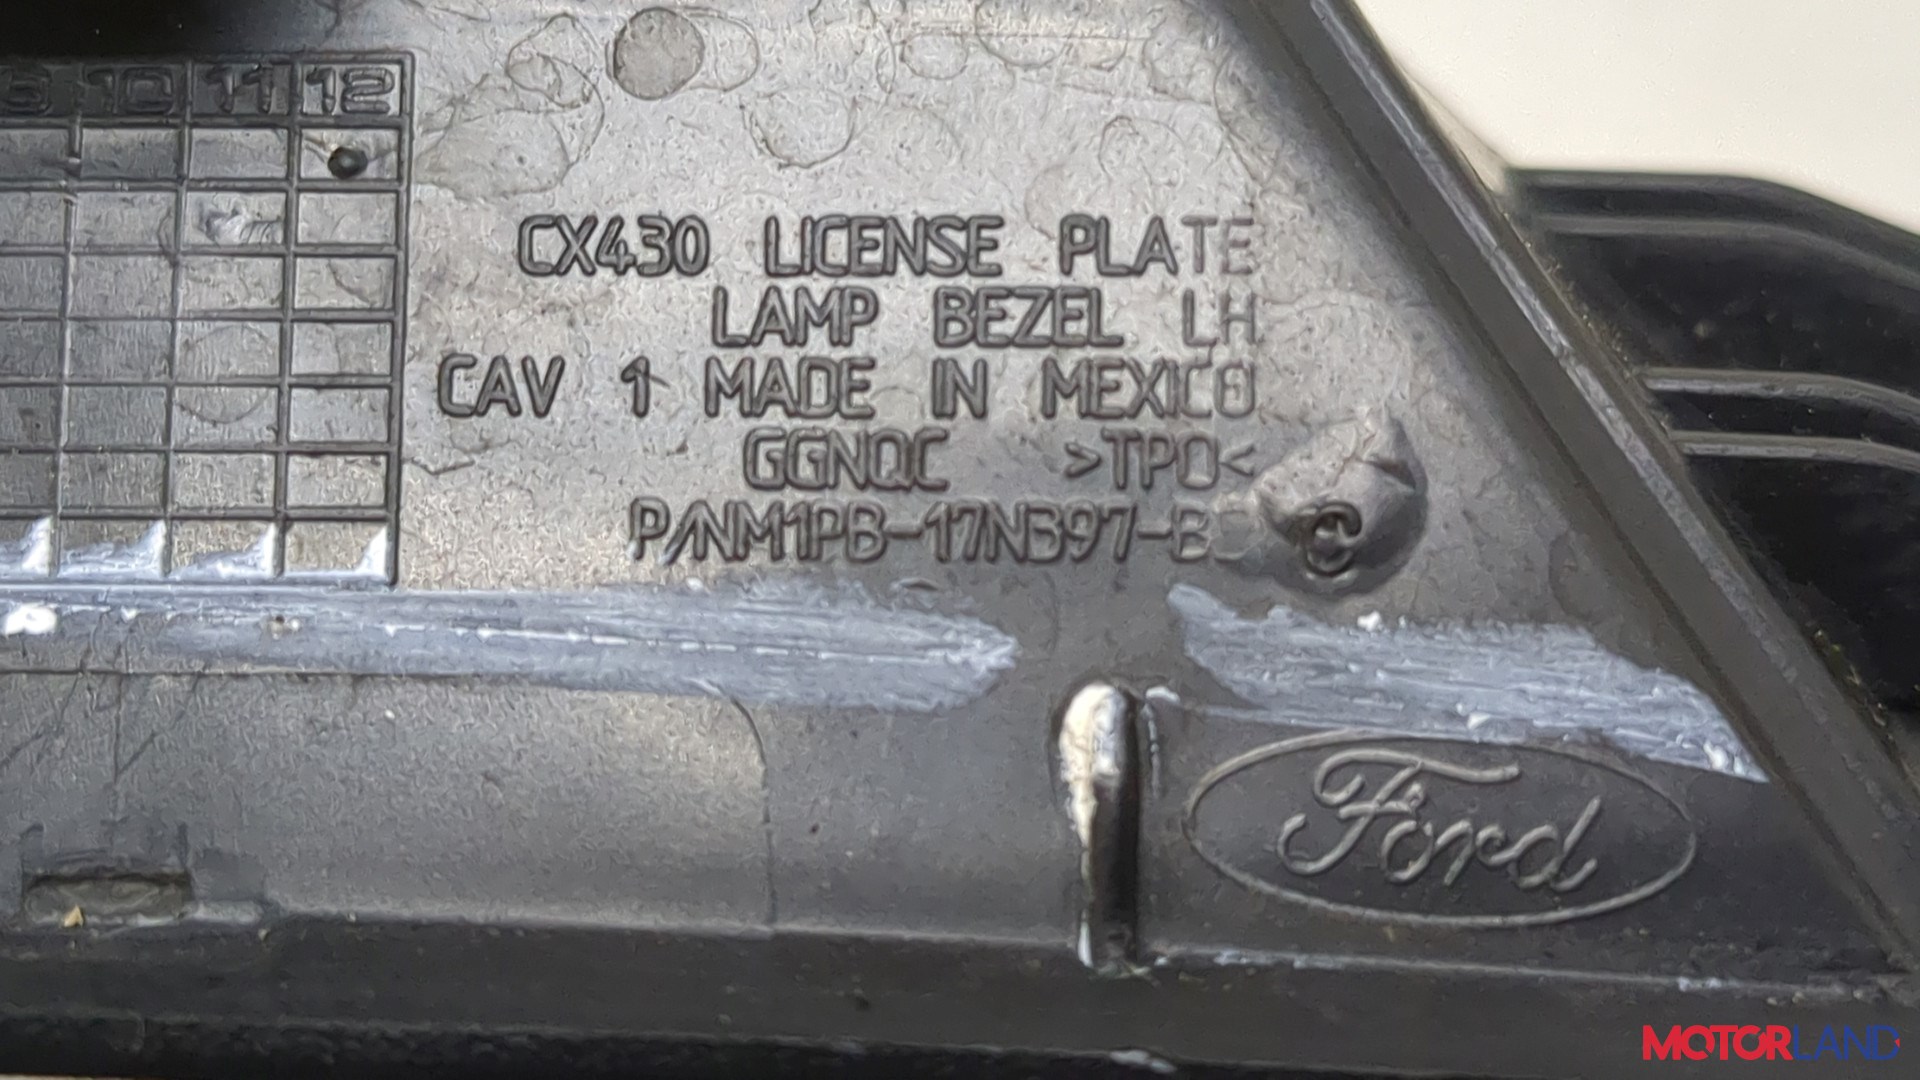 10 11 12
CX430 LICENSE PLATE
LAMP BEZEL LH
CAV 1 MADE IN MEXICO
GGNQC >TPO<
P/NM1PB-17N397-B
C
Ford
MOTORLAND